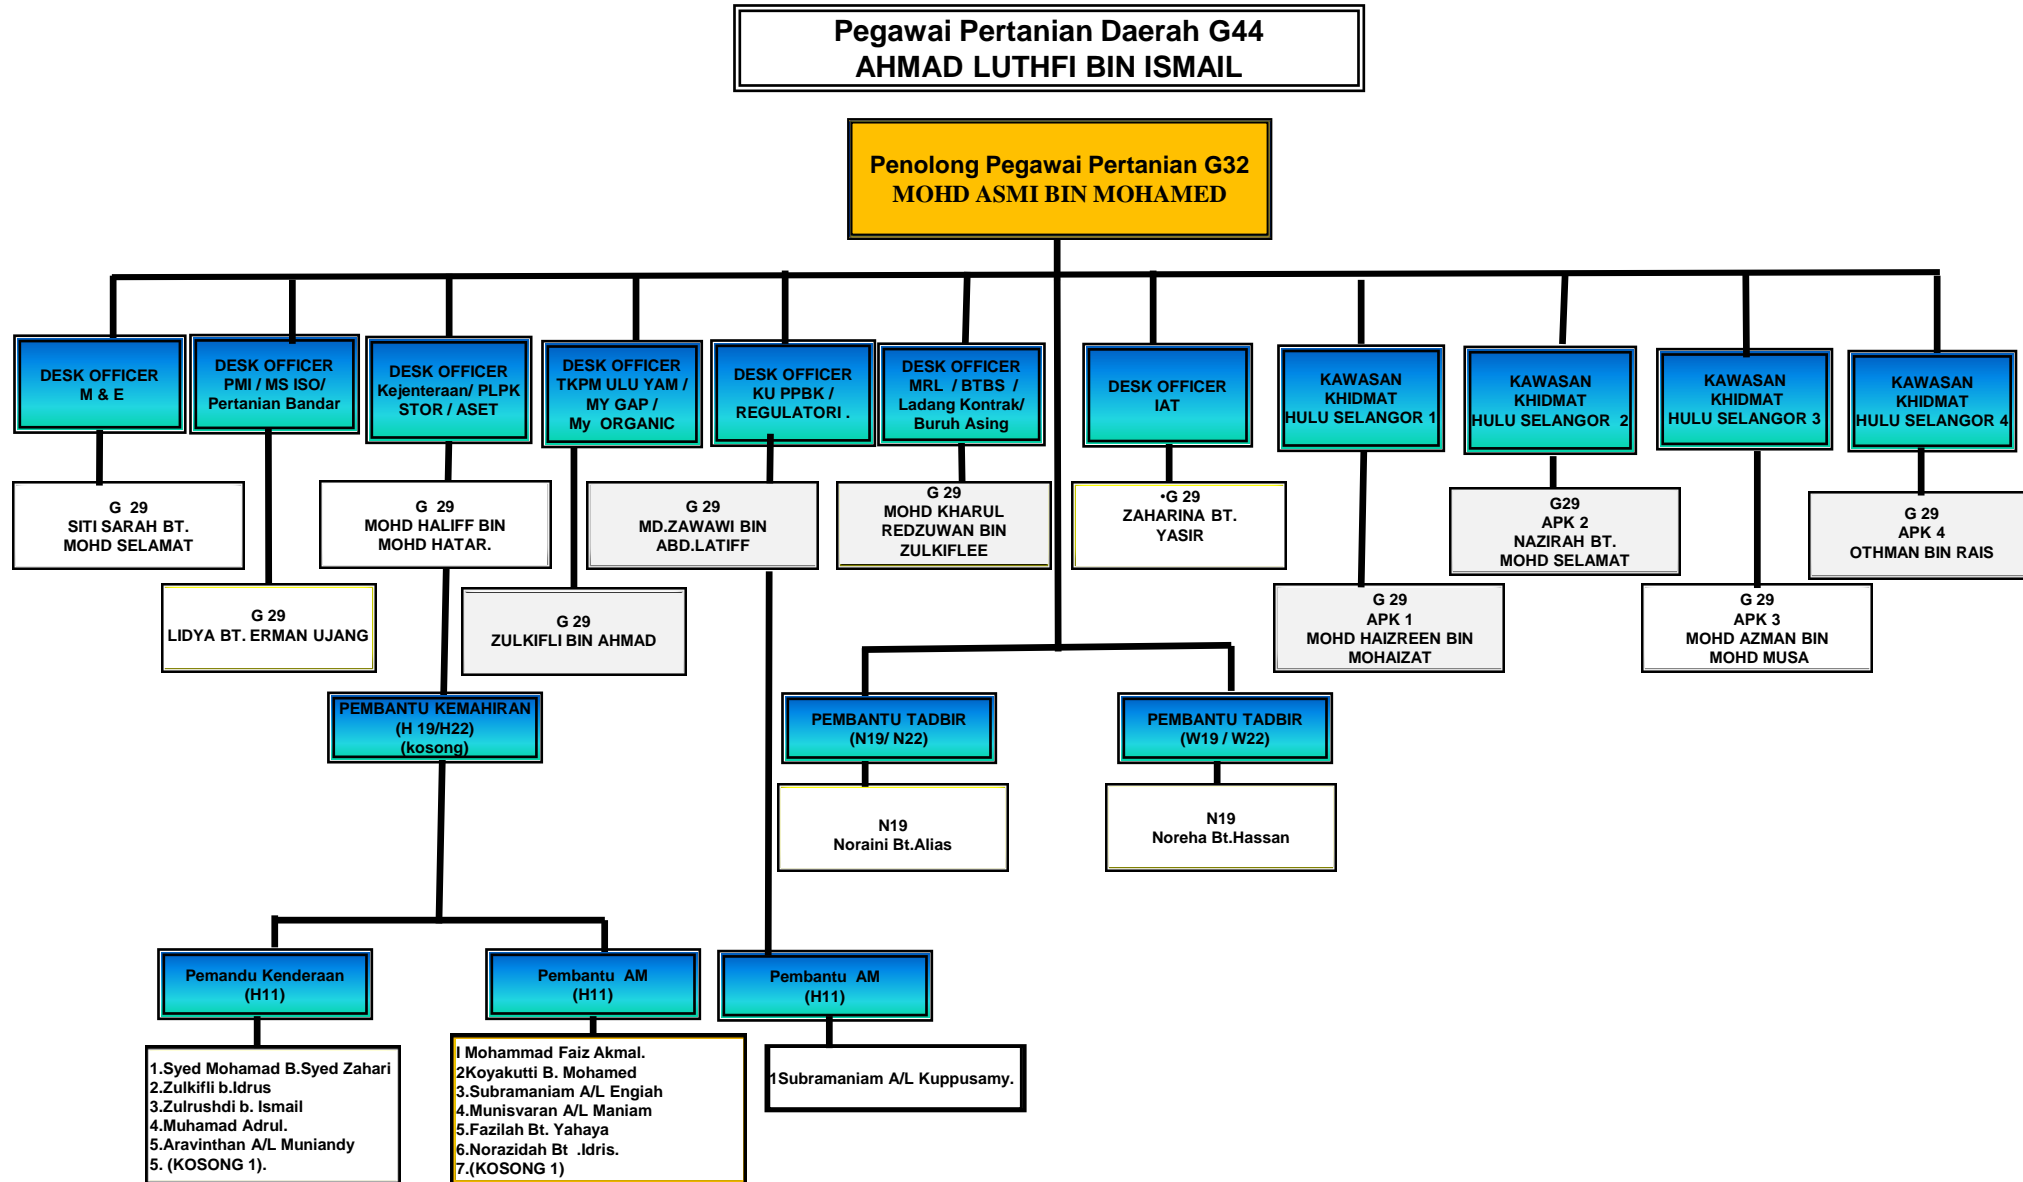 Pegawai Pertanian Daerah G44
AHMAD LUTHFI BIN ISMAIL
Penolong Pegawai Pertanian G32
MOHD ASMI BIN MOHAMED
DESK OFFICER
M & E
DESK OFFICER
PMI / MS ISO/
Pertanian Bandar
DESK OFFICER
Kejenteraan/ PLPK
STOR / ASET
DESK OFFICER
TKPM ULU YAM /
MY GAP /
My ORGANIC
DESK OFFICER
KU PPBK /
REGULATORI .
DESK OFFICER
MRL / BTBS /
Ladang Kontrak/
Buruh Asing
DESK OFFICER
IAT
KAWASAN
KHIDMAT
HULU SELANGOR 1
KAWASAN
KHIDMAT
HULU SELANGOR 2
KAWASAN
KHIDMAT
HULU SELANGOR 3
KAWASAN
KHIDMAT
HULU SELANGOR 4
G 29
SITI SARAH BT.
MOHD SELAMAT
G 29
LIDYA BT. ERMAN UJANG
G 29
MOHD HALIFF BIN
MOHD HATAR.
G 29
ZULKIFLI BIN AHMAD
G 29
MD.ZAWAWI BIN
ABD.LATIFF
G 29
MOHD KHARUL
REDZUWAN BIN
ZULKIFLEE
•G 29
ZAHARINA BT.
YASIR
G 29
APK 1
MOHD HAIZREEN BIN
MOHAIZAT
G29
APK 2
NAZIRAH BT.
MOHD SELAMAT
G 29
APK 3
MOHD AZMAN BIN
MOHD MUSA
G 29
APK 4
OTHMAN BIN RAIS
PEMBANTU KEMAHIRAN
(H 19/H22)
(kosong)
PEMBANTU TADBIR
(N19/ N22)
PEMBANTU TADBIR
(W19 / W22)
N19
Noraini Bt.Alias
N19
Noreha Bt.Hassan
Pemandu Kenderaan
(H11)
Pembantu AM
(H11)
Pembantu AM
(H11)
1.Syed Mohamad B.Syed Zahari
2.Zulkifli b.Idrus
3.Zulrushdi b. Ismail
4.Muhamad Adrul.
5.Aravinthan A/L Muniandy
5. (KOSONG 1).
I Mohammad Faiz Akmal.
2Koyakutti B. Mohamed
3.Subramaniam A/L Engiah
4.Munisvaran A/L Maniam
5.Fazilah Bt. Yahaya
6.Norazidah Bt .Idris.
7.(KOSONG 1)
1Subramaniam A/L Kuppusamy.